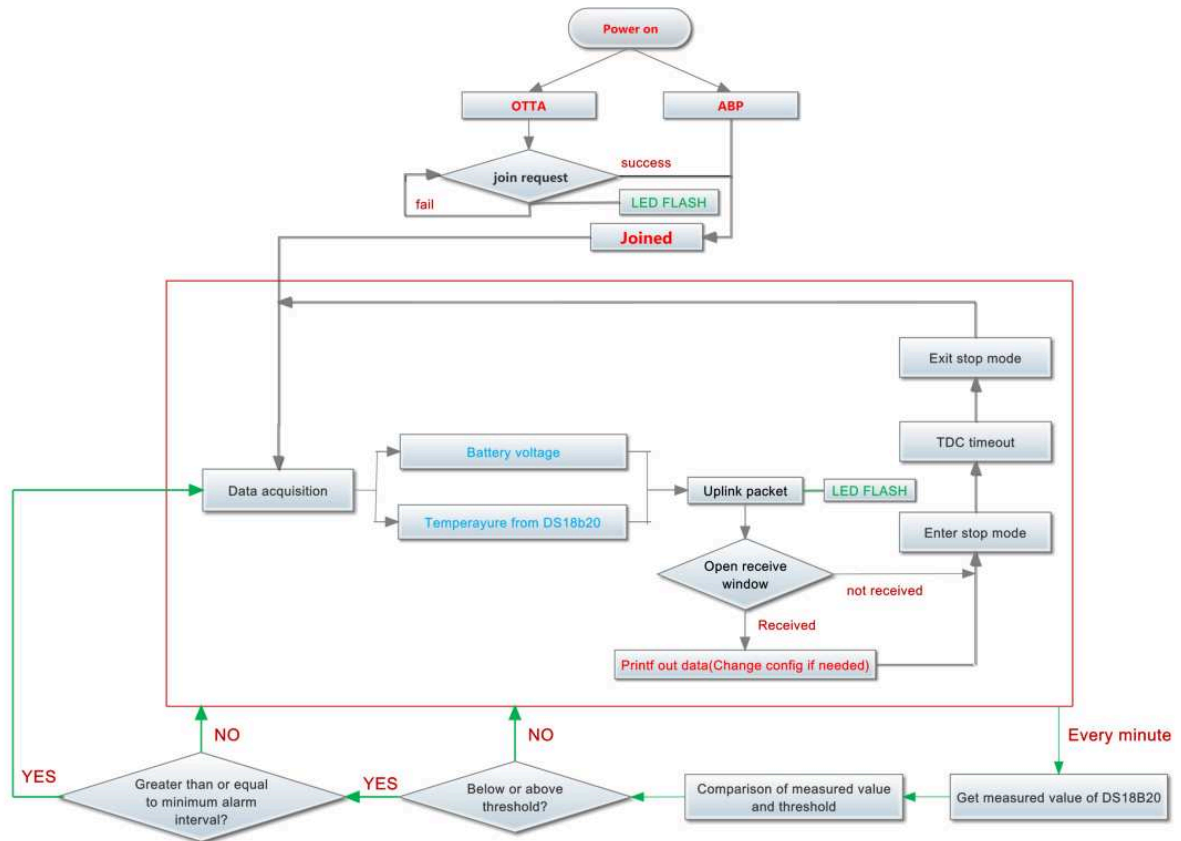 Power on
OTTA
ABP
join request
success
fail
LED FLASH
Joined
Exit stop mode
TDC timeout
Battery voltage
Data acquisition
Uplink packet
LED FLASH
Temperayure from DS18b20
Enter stop mode
Open receive
window
not received
Received
Printf out data(Change config if needed)
NO
NO
Every minute
YES
Greater than or equal
to minimum alarm
interval?
YES
Below or above
threshold?
Comparison of measured value
and threshold
Get measured value of DS18B20